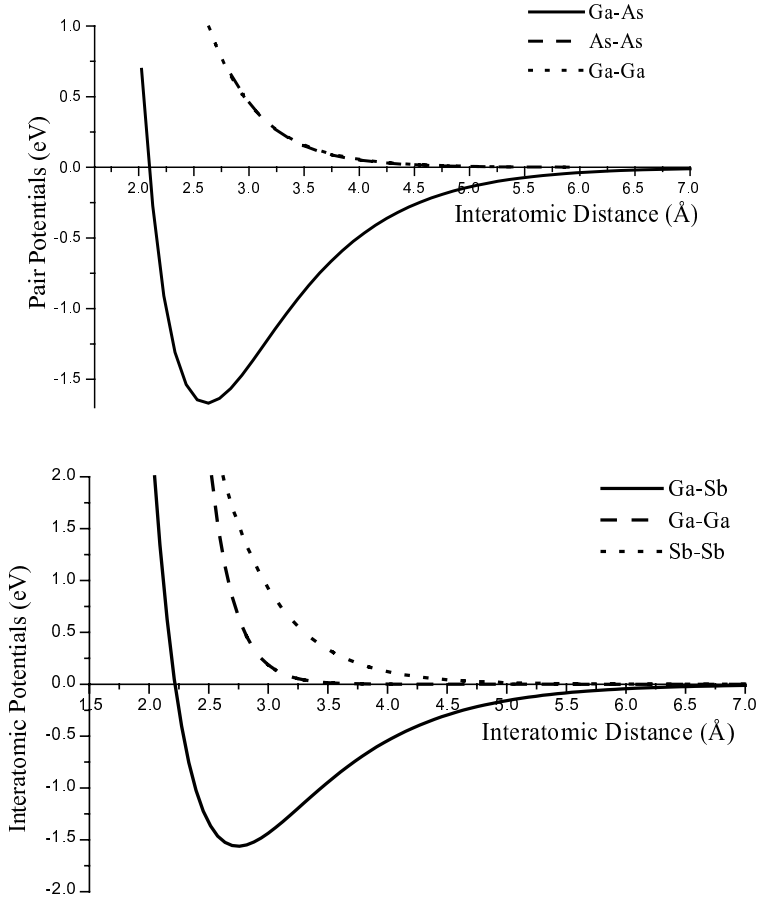 Ga-As
As-As
Ga-Ga
Pair Potentials (eV)
1.0
0.5
0.0
-0.5
-1.0
-1.5
2.0 2.5 3.0 3.5 4.0 4.5 5.0 5.5 6.0 6.5 7.0
Interatomic Distance (Å)
Ga-Sb
Ga-Ga
Sb-Sb
Interatomic Potentials (eV)
2.0
1.5
1.0
0.5
0.0
-0.5
-1.0
-1.5
-2.0
1.5 2.0 2.5 3.0 3.5 4.0 4.5 5.0 5.5 6.0 6.5 7.0
Interatomic Distance (Å)